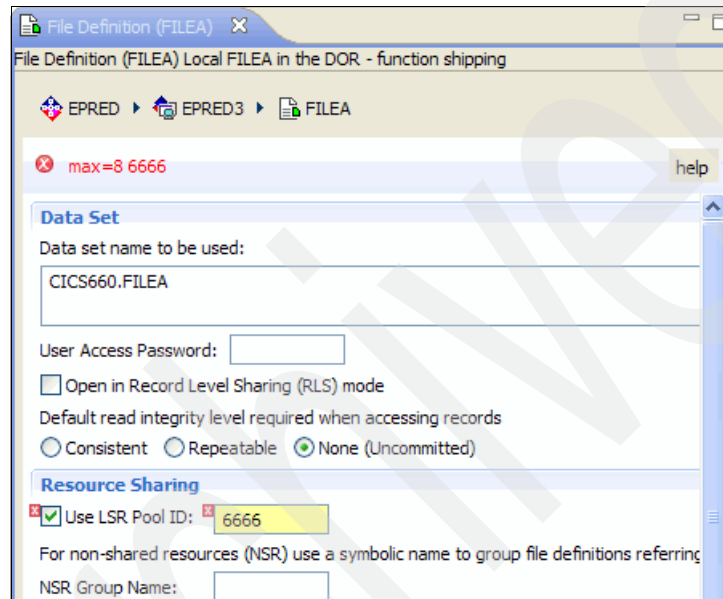 File Definition (FILEA)
File Definition (FILEA) Local FILEA in the DOR - function shipping
EPRED EPRED3 FILEA
max=8 6666 help
Data Set
Data set name to be used:
CICS660.FILEA
User Access Password:
Open in Record Level Sharing (RLS) mode
Default read integrity level required when accessing records
Consistent Repeatable None (Uncommitted)
Resource Sharing
Use LSR Pool ID: 6666
For non-shared resources (NSR) use a symbolic name to group file definitions referring
NSR Group Name: